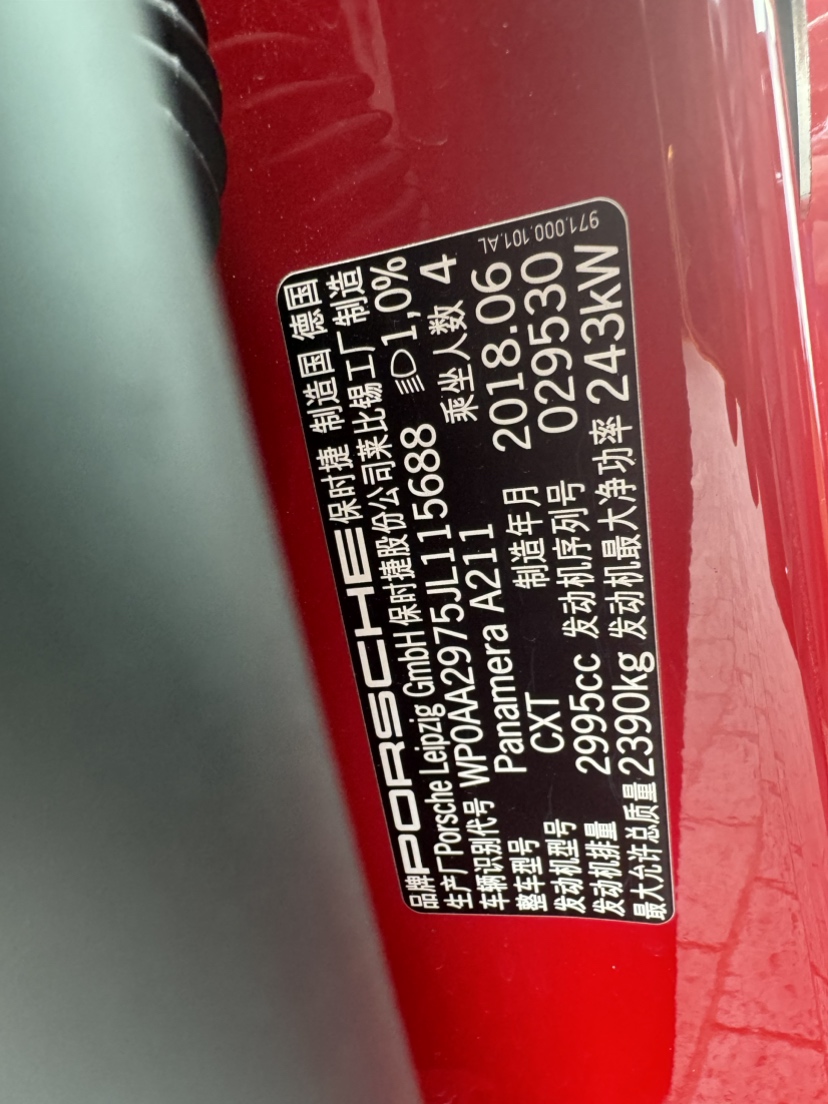 品牌 PORSCHE 保时捷 制造国 德国
生产厂 Porsche Leipzig GmbH 保时捷股份公司莱比锡工厂 制造
车辆识别代号 WP0AA2975JL115688 1,0%
整车型号 Panamera A211 乘坐人数 4
发动机型号 CXT 制造年月 2018.06
发动机排量 2995cc 发动机序列号 029530
最大允许总质量 2390kg 发动机最大净功率 243kW
971.000.101.AL